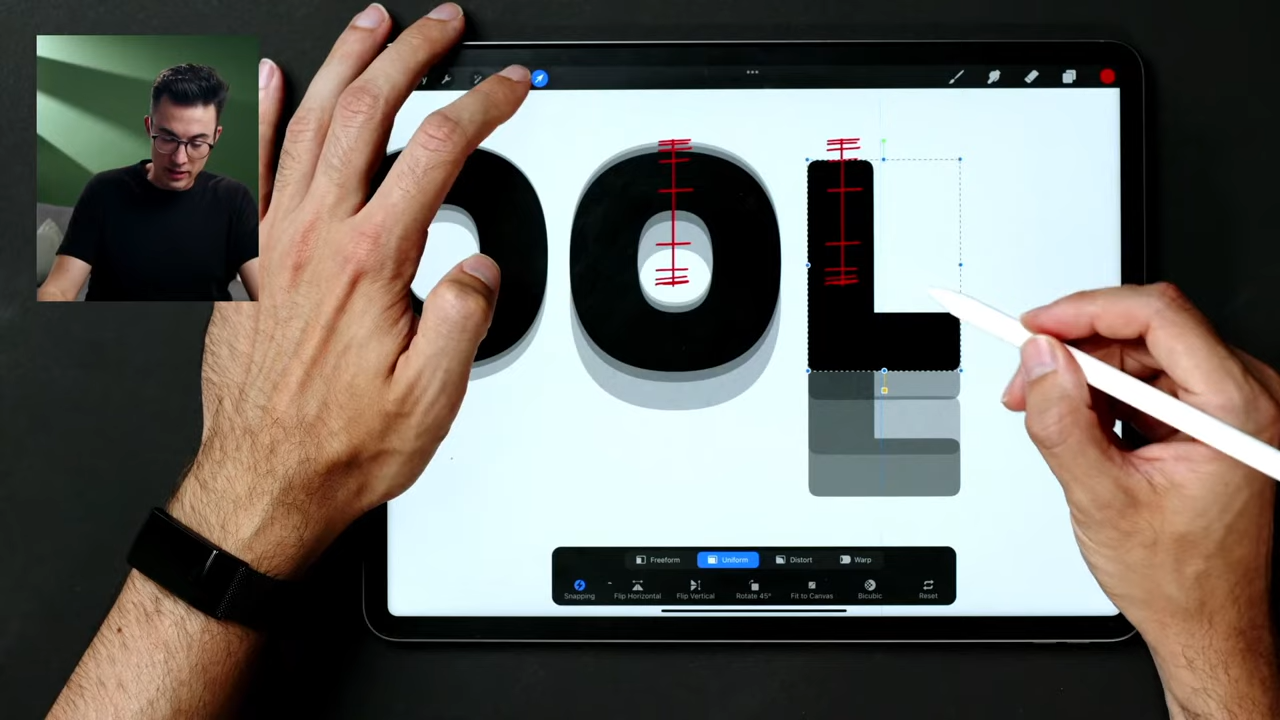 OOL
Freeform Uniform Distort Warp
Snapping Flip Horizontal Flip Vertical Rotate 45° Fit to Canvas Bicubic Reset